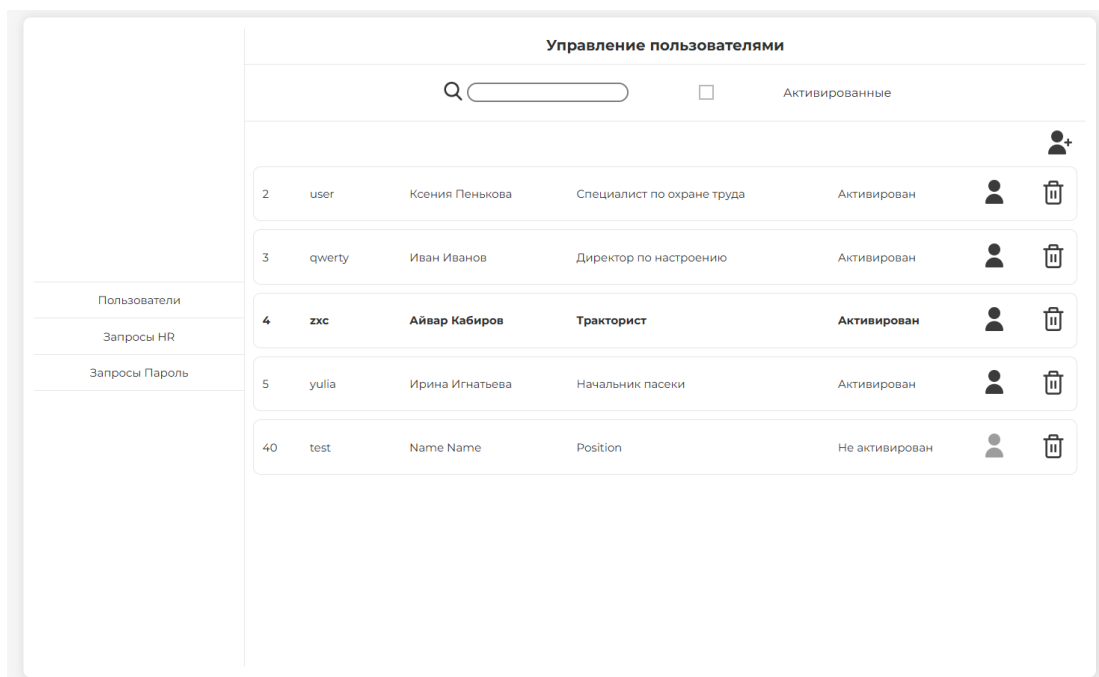 Управление пользователями
Активированные
2 user Ксения Пенькова Специалист по охране труда Активирован
3 qwerty Иван Иванов Директор по настроению Активирован
Пользователи
Запросы HR
Запросы Пароль
4 zxc Айвар Кабиров Тракторист Активирован
5 yulia Ирина Игнатьева Начальник пасеки Активирован
40 test Name Name Position Не активирован